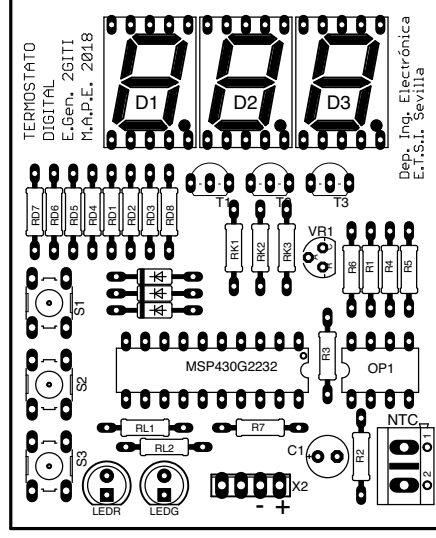 TERMOSTATO
DIGITAL
E.Gen. 2GITI
M.A.P.E. 2018
D1
D2
D3
Dep. Ing. Electrónica
E.T.S.I. Sevilla
T1
T2
T3
RD7
RD6
RD5
RD4
RD1
RD2
RD3
RD8
RK1
RK2
RK3
VR1
R6
R1
R4
R5
S1
MSP430G2232
R3
OP1
S2
RL1
R7
RL2
C1
+
R2
NTC
1
2
S3
LEDR
LEDG
X2
- +